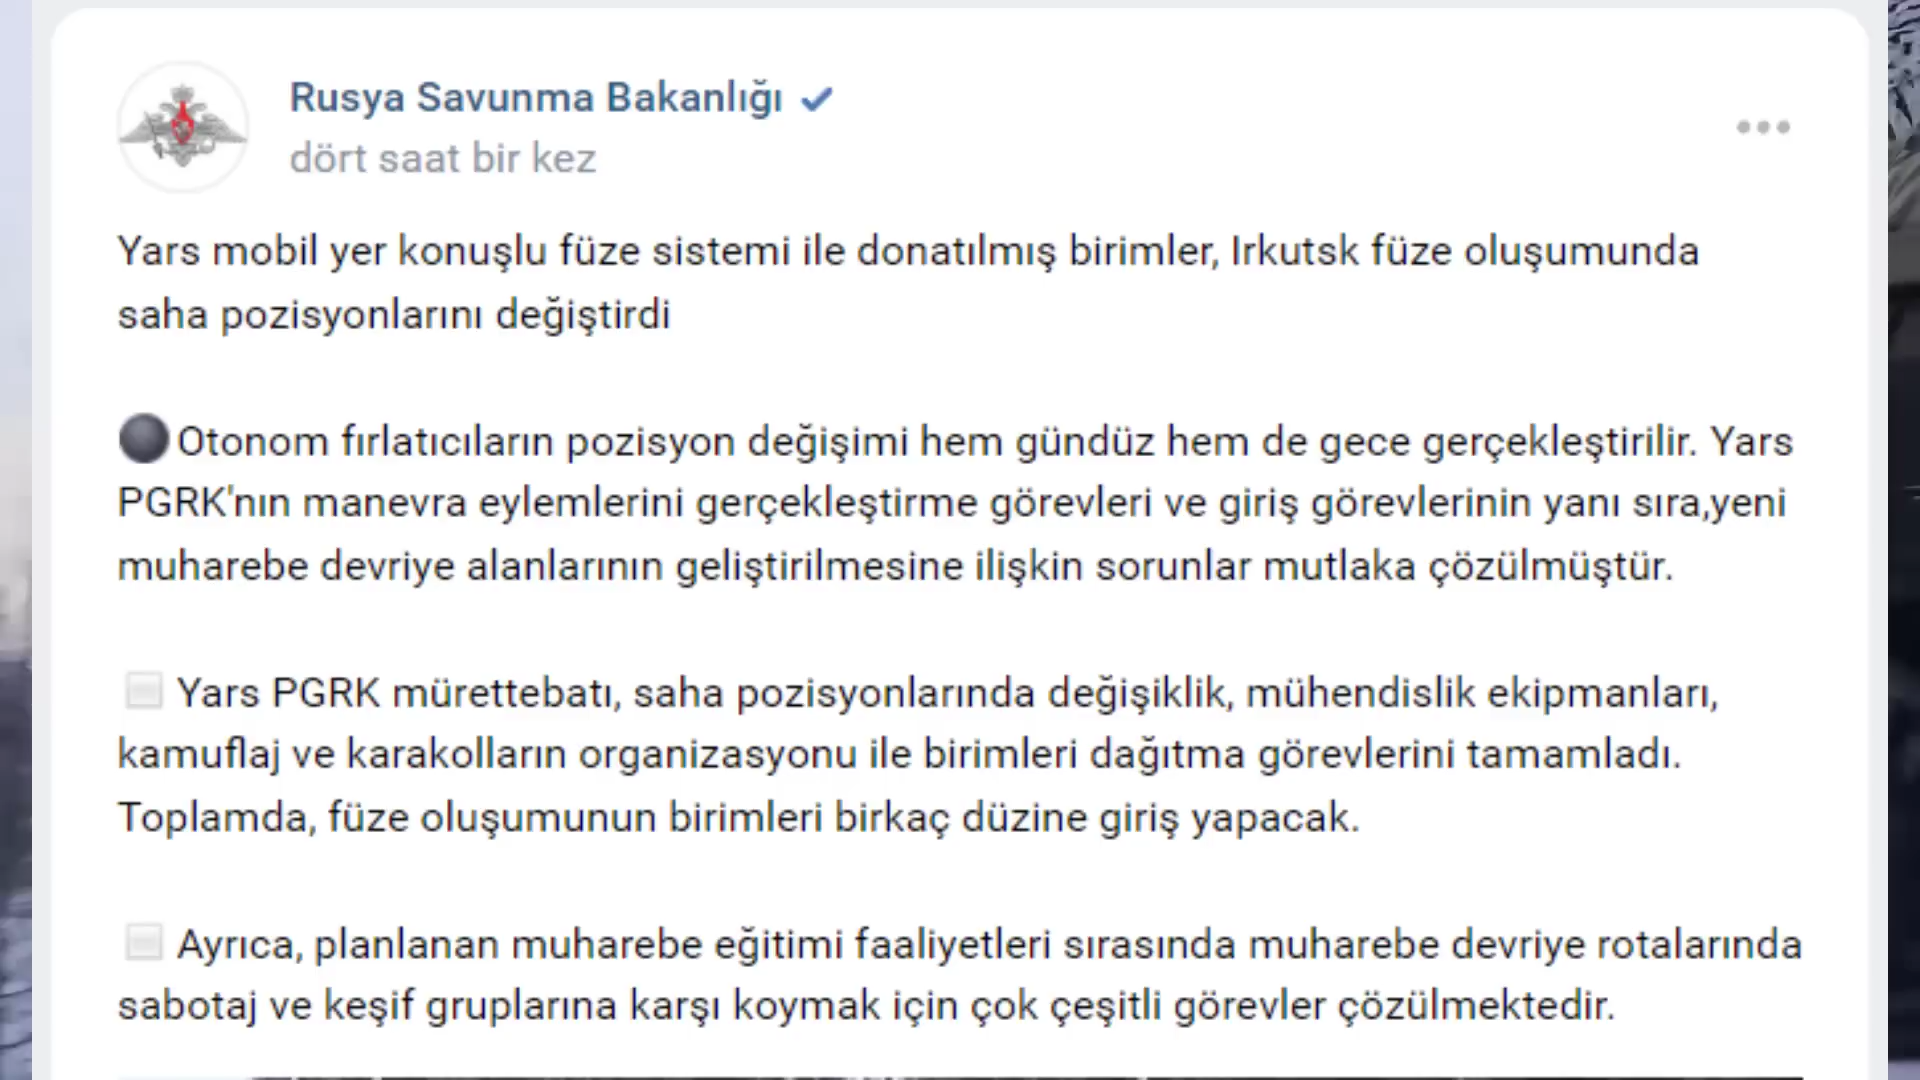 Rusya Savunma Bakanlığı
dört saat bir kez
Yars mobil yer konuşlu füze sistemi ile donatılmış birimler, Irkutsk füze oluşumunda
saha pozisyonlarını değiştirdi
Otonom fırlatıcıların pozisyon değişimi hem gündüz hem de gece gerçekleştirilir. Yars
PGRK'nın manevra eylemlerini gerçekleştirme görevleri ve giriş görevlerinin yanı sıra,yeni
muharebe devriye alanlarının geliştirilmesine ilişkin sorunlar mutlaka çözülmüştür.
Yars PGRK mürettebatı, saha pozisyonlarında değişiklik, mühendislik ekipmanları,
kamuflaj ve karakolların organizasyonu ile birimleri dağıtma görevlerini tamamladı.
Toplamda, füze oluşumunun birimleri birkaç düzine giriş yapacak.
Ayrıca, planlanan muharebe eğitimi faaliyetleri sırasında muharebe devriye rotalarında
sabotaj ve keşif gruplarına karşı koymak için çok çeşitli görevler çözülmektedir.